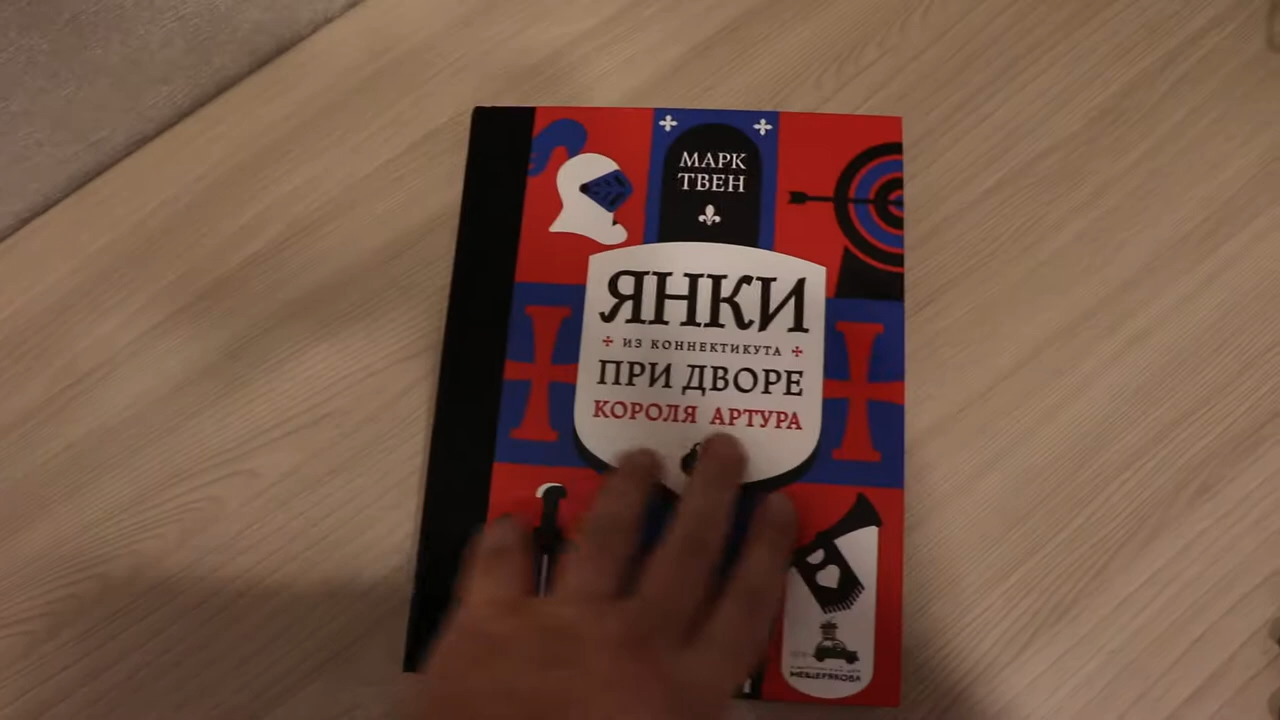 МАРК
ТВЕН
ЯНКИ
ИЗ КОННЕКТИКУТА
ПРИ ДВОРЕ
КОРОЛЯ АРТУРА
МЕЩЕРЯКОВА